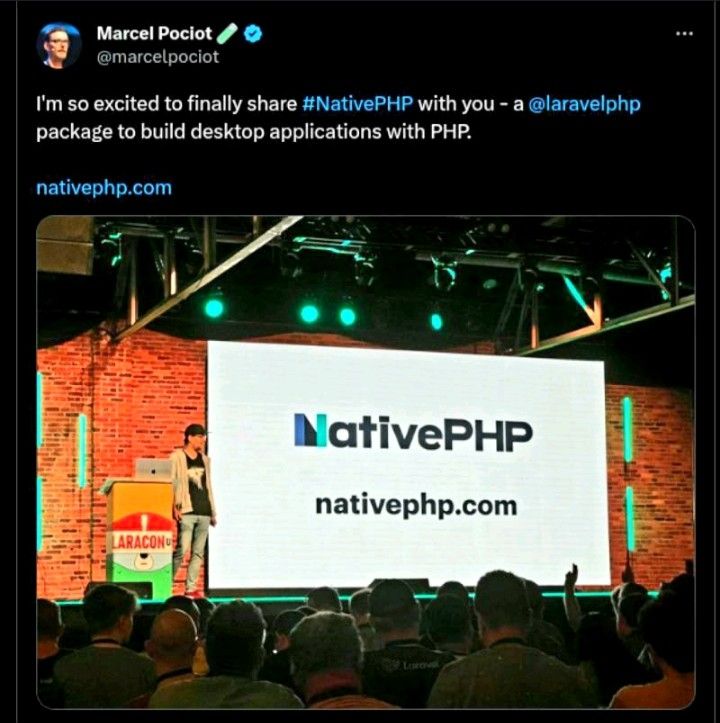 Marcel Pociot
@marcelpociot
I'm so excited to finally share #NativePHP with you - a @laravelphp
package to build desktop applications with PHP.
nativephp.com
NativePHP
nativephp.com
LARACON
Laravel